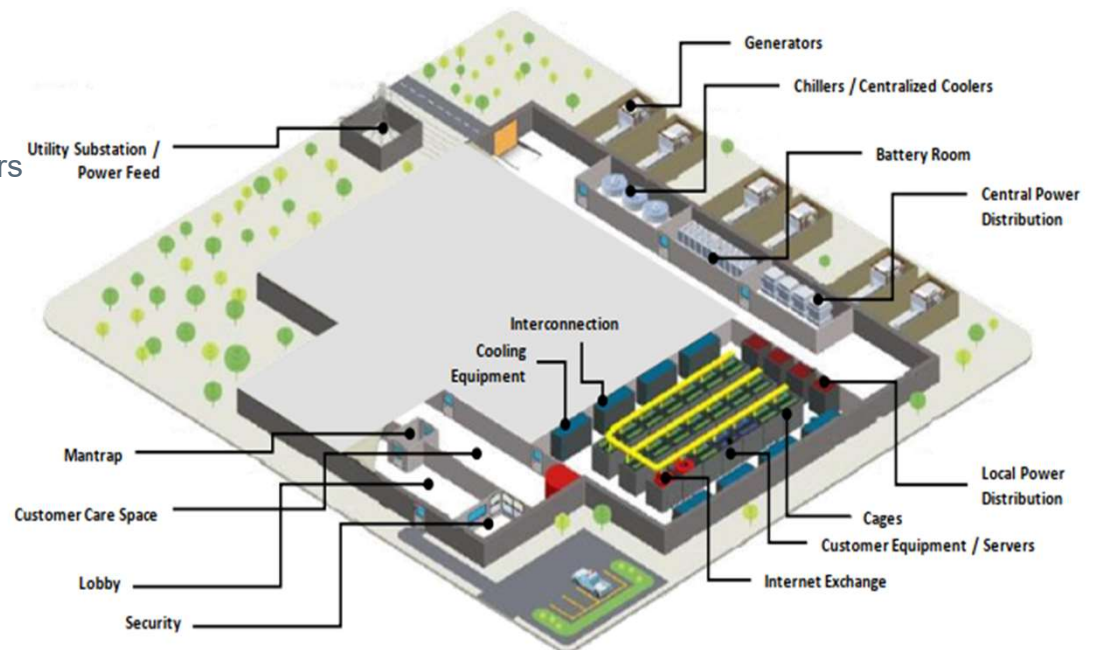 Generators
Chillers / Centralized Coolers
Utility Substation /
Power Feed
rs
Battery Room
Central Power
Distribution
Interconnection
Cooling
Equipment
Mantrap
Customer Care Space
Lobby
Security
Local Power
Distribution
Cages
Customer Equipment / Servers
Internet Exchange